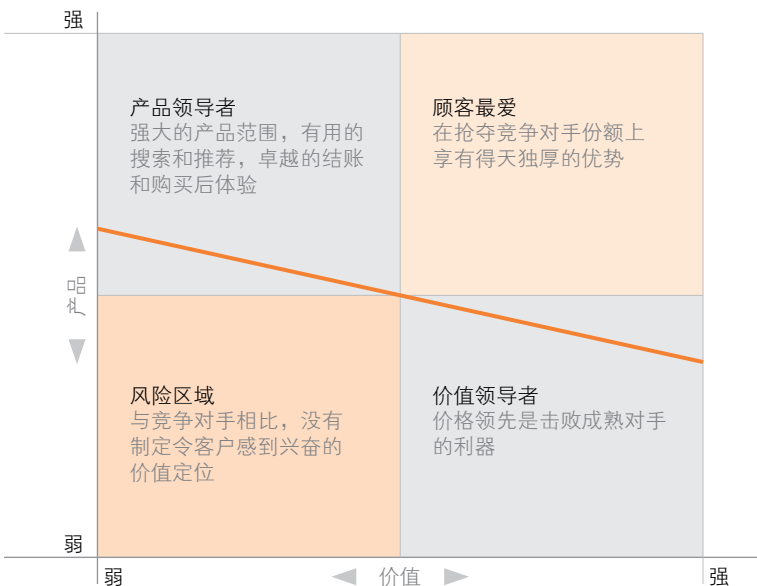 强
产品领导者
强大的产品范围，有用的
搜索和推荐，卓越的结账
和购买后体验
顾客最爱
在抢夺竞争对手份额上
享有得天独厚的优势
产品
风险区域
与竞争对手相比，没有
制定令客户感到兴奋的
价值定位
价值领导者
价格领先是击败成熟对手
的利器
弱
弱
价值
强